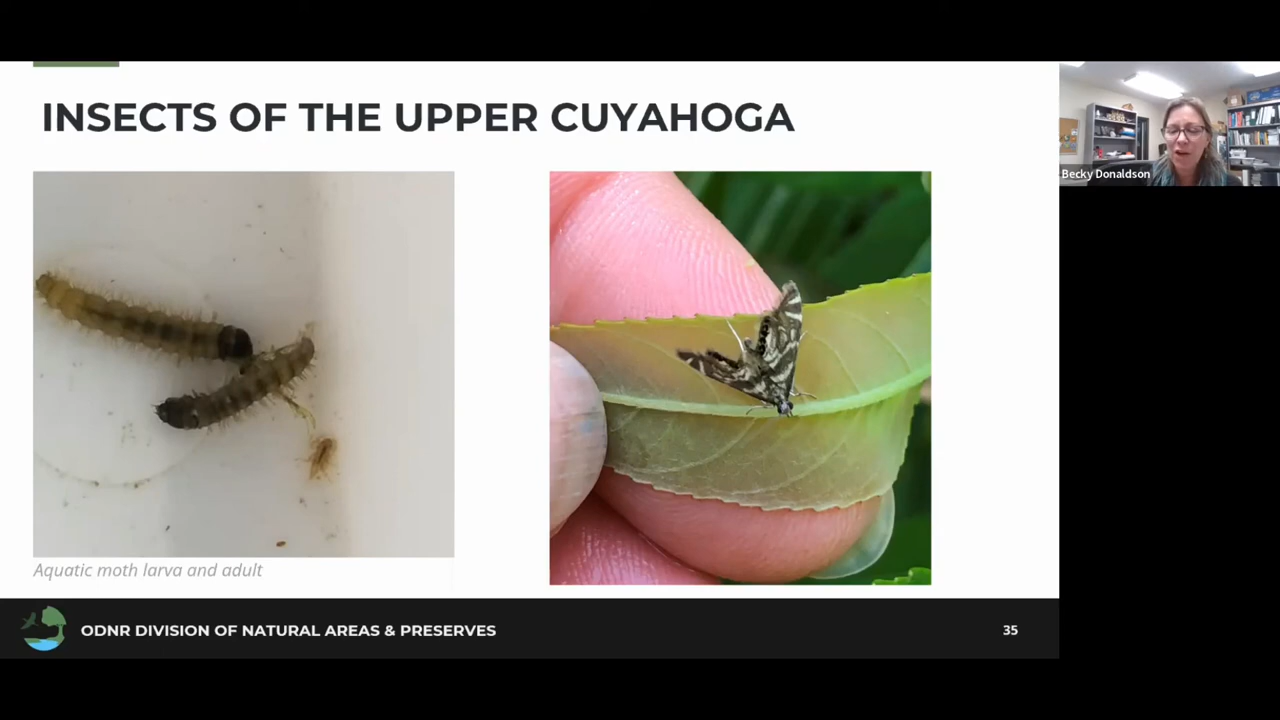 INSECTS OF THE UPPER CUYAHOGA
Becky Donaldson
Aquatic moth larva and adult
ODNR DIVISION OF NATURAL AREAS & PRESERVES
35